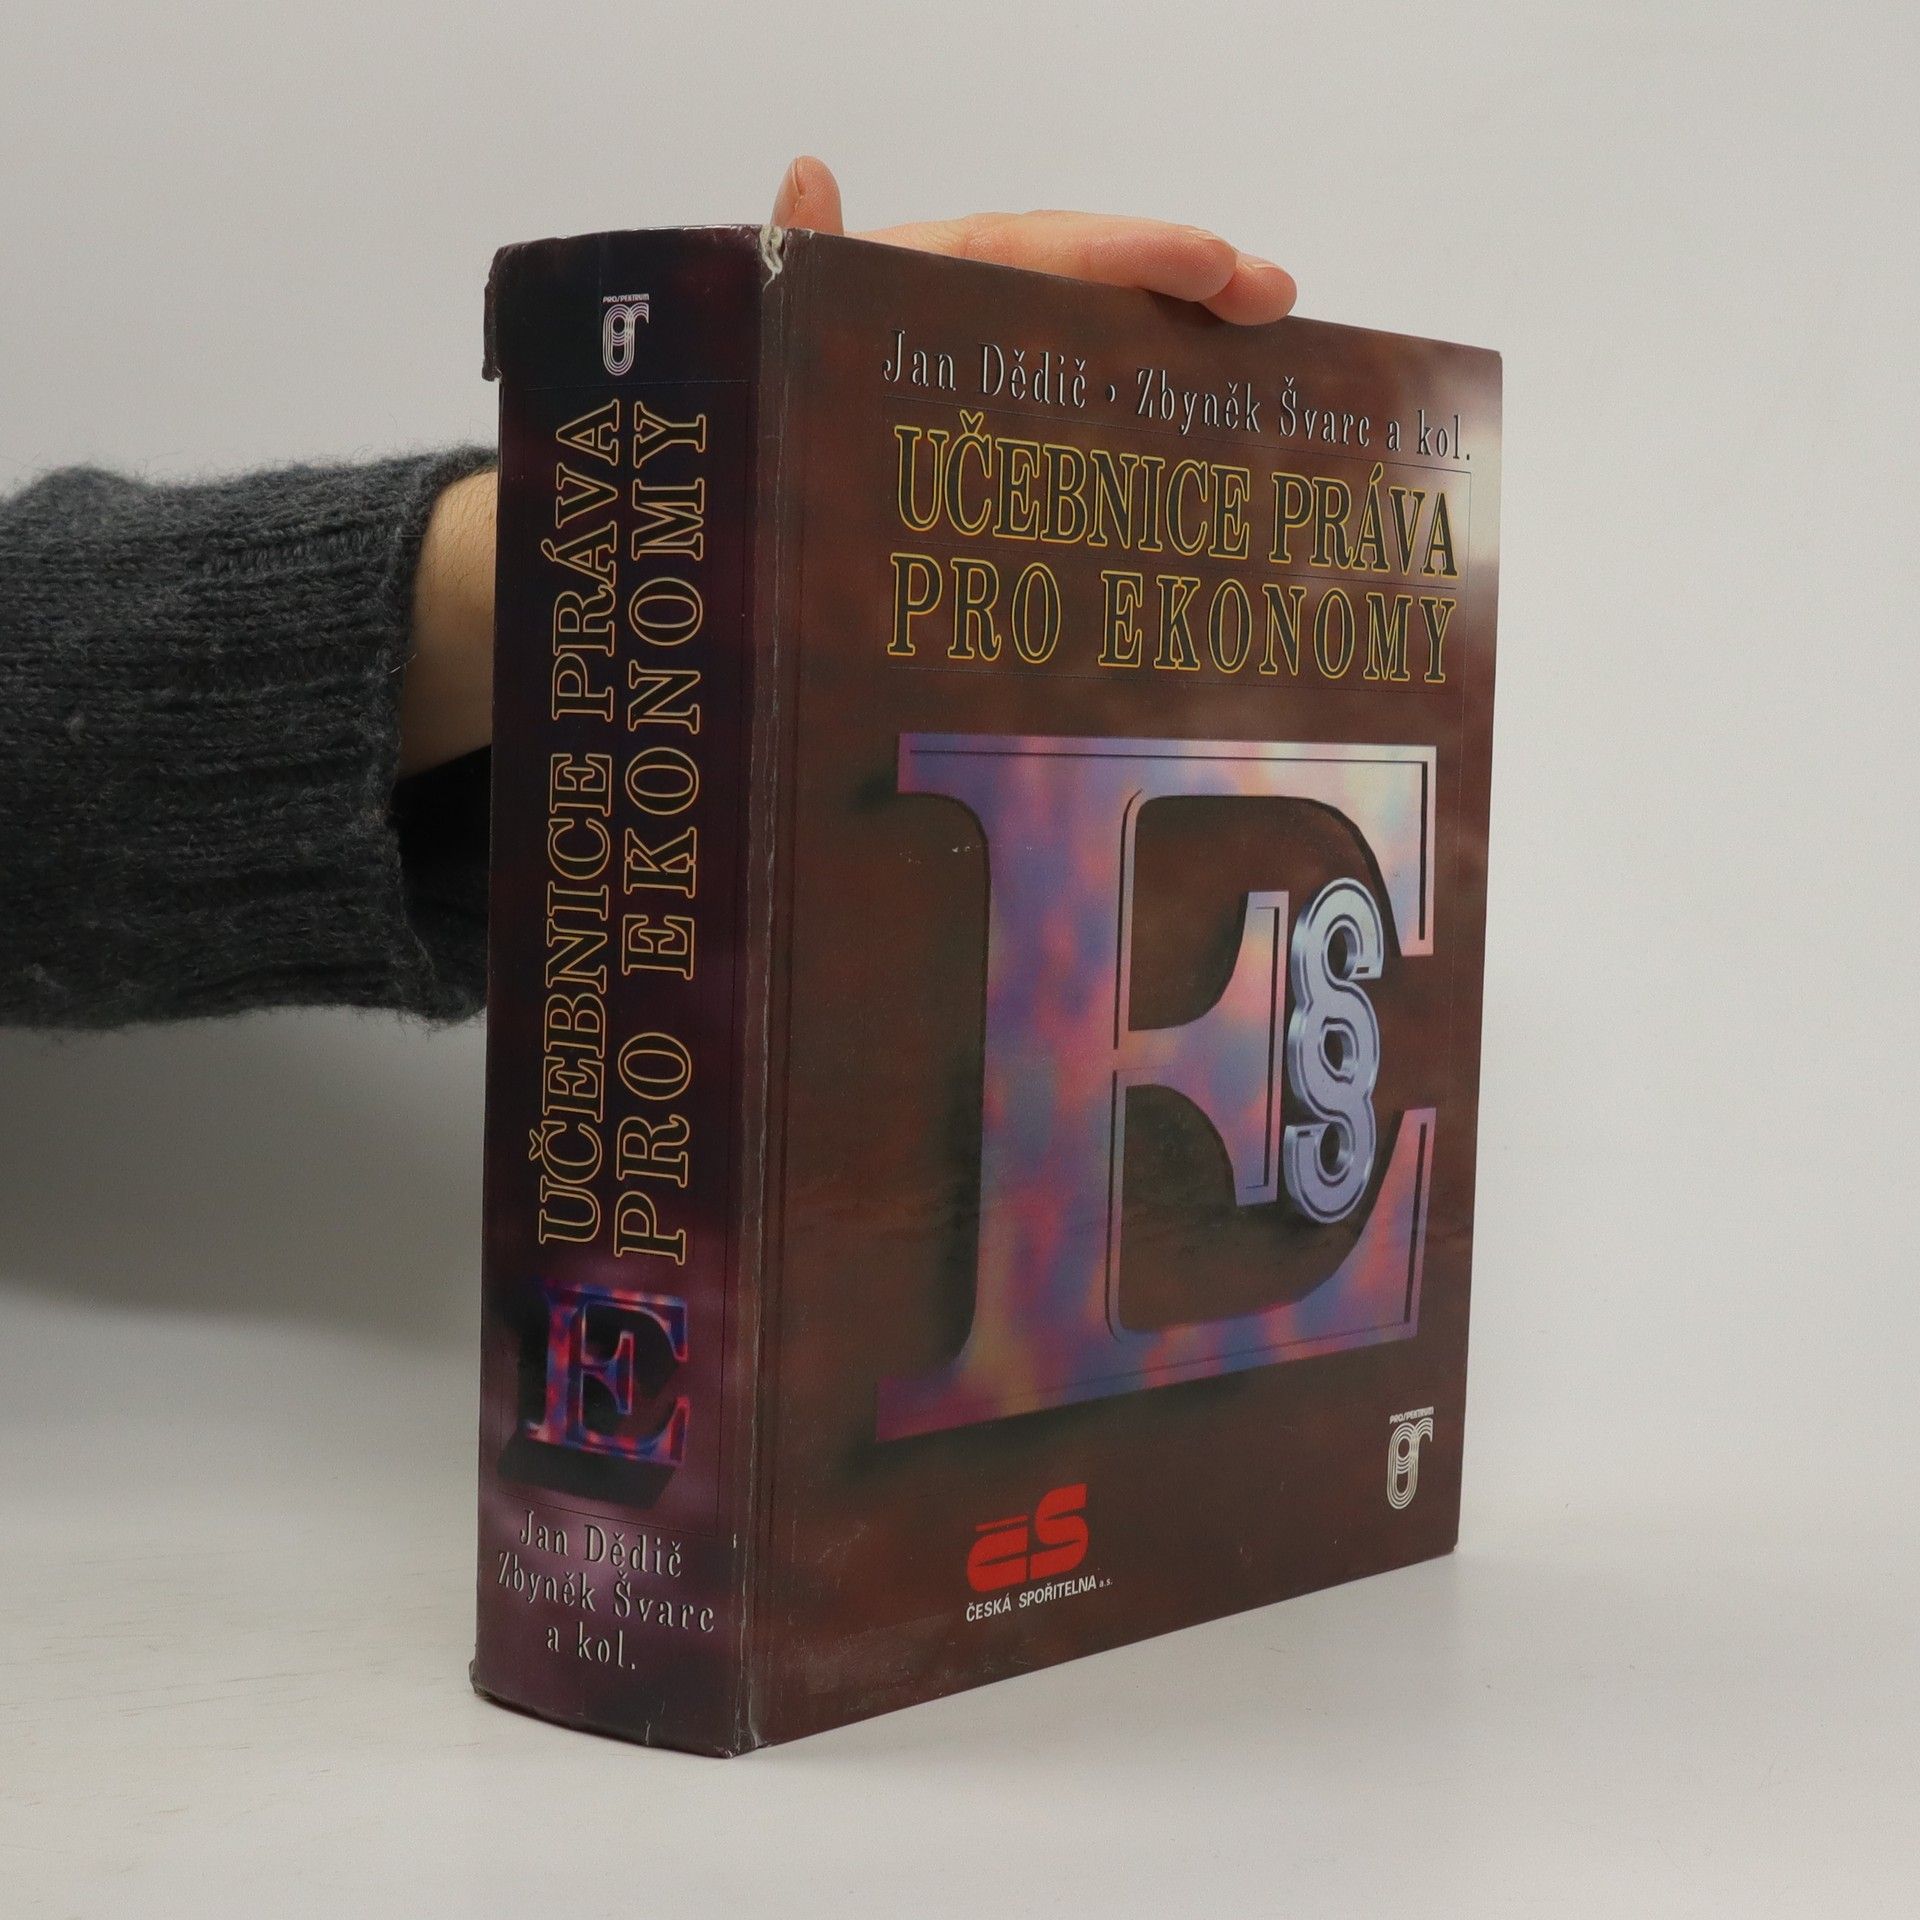 PROSPEKTRUM
UČEBNICE PRÁVA
PRO EKONOMY
E
Jan Dědič
Zbyněk Švarc
a kol.
Jan Dědič • Zbyněk Švarc a kol.
UČEBNICE PRÁVA
PRO EKONOMY
E§
PROSPEKTRUM
ČS
ČESKÁ SPOŘITELNA a.s.